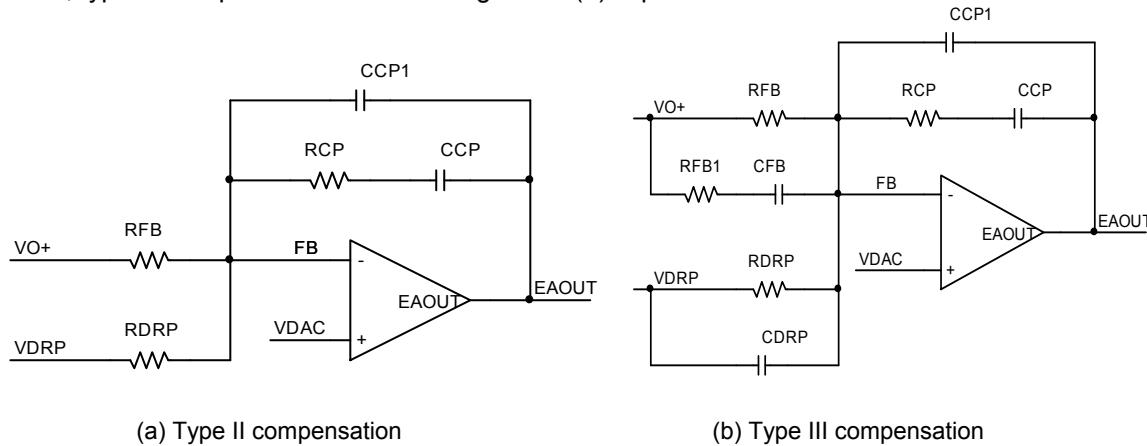 CCP1
RCP
CCP
VO+
RFB
FB
-
EAOUT
EAOUT
VDRP
RDRP
VDAC
+
(a) Type II compensation
CCP1
VO+
RFB
RCP
CCP
RFB1
CFB
FB
-
EAOUT
EAOUT
VDRP
RDRP
VDAC
+
CDRP
(b) Type III compensation